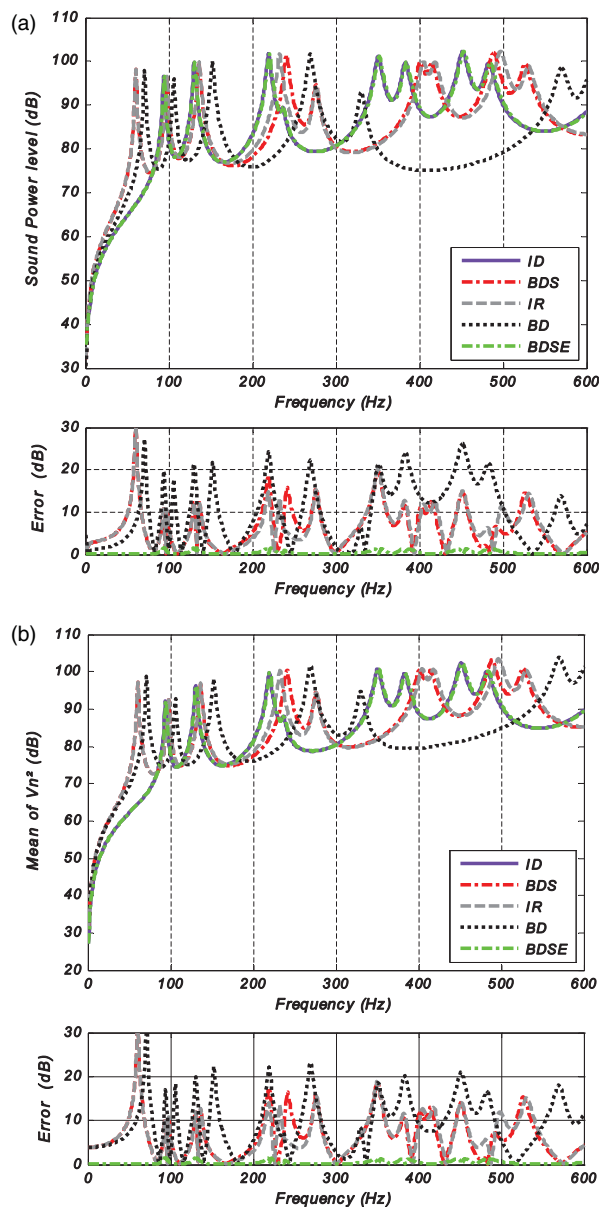 (a)
110
100
90
80
70
60
50
40
30
Sound Power level (dB)
0
100
200
300
400
500
600
Frequency (Hz)
ID
BDS
IR
BD
BDSE
30
20
10
0
Error (dB)
0
100
200
300
400
500
600
Frequency (Hz)
(b)
110
100
90
80
70
60
50
40
30
20
Mean of Vn² (dB)
0
100
200
300
400
500
600
Frequency (Hz)
ID
BDS
IR
BD
BDSE
30
20
10
0
Error (dB)
0
100
200
300
400
500
600
Frequency (Hz)